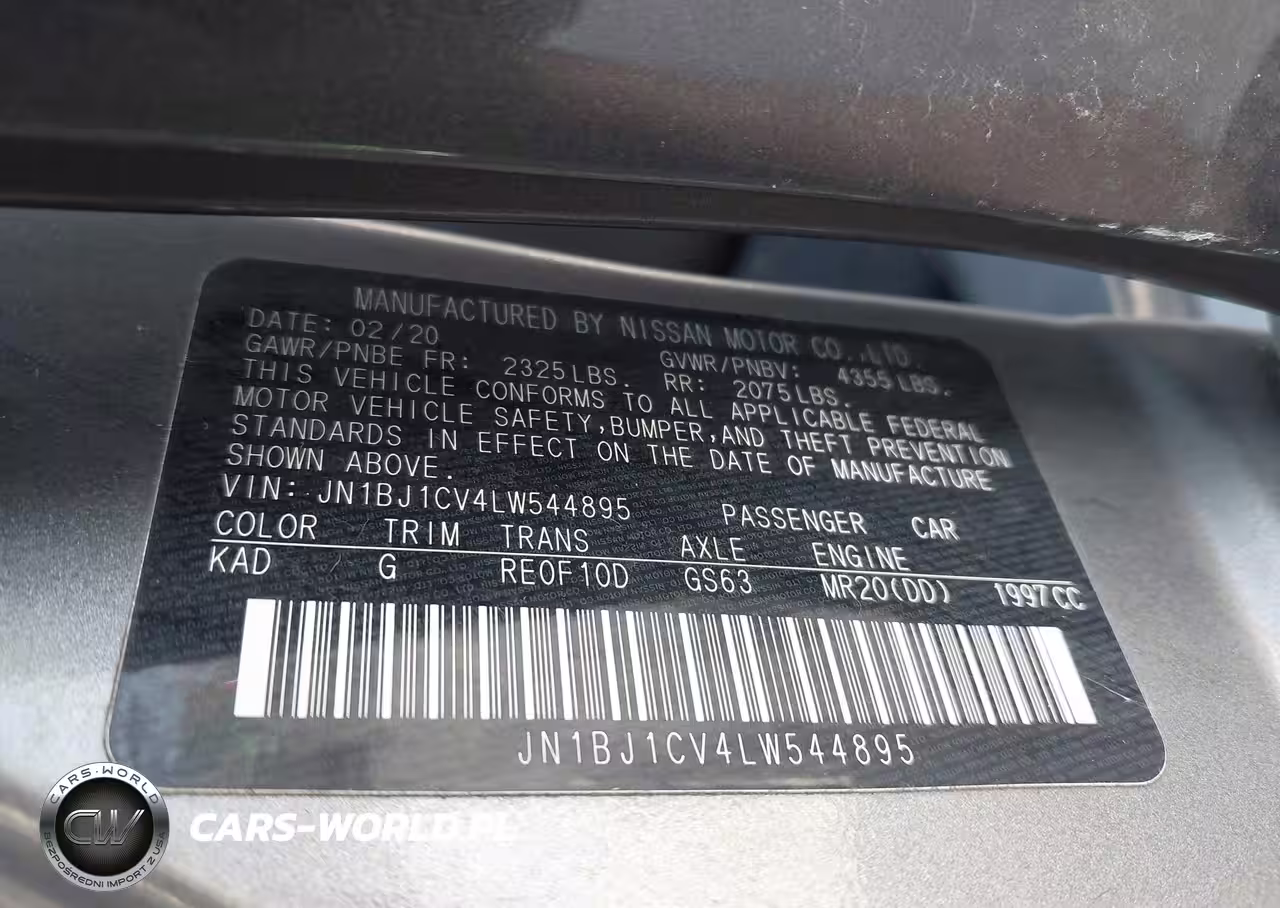 MANUFACTURED BY NISSAN MOTOR CO.,LTD.
DATE: 02/20
GAWR/PNBE FR: 2325LBS. GVWR/PNBV: 4355LBS.
RR: 2075LBS.
THIS VEHICLE CONFORMS TO ALL APPLICABLE FEDERAL
MOTOR VEHICLE SAFETY,BUMPER,AND THEFT PREVENTION
STANDARDS IN EFFECT ON THE DATE OF MANUFACTURE
SHOWN ABOVE.
VIN: JN1BJ1CV4LW544895 PASSENGER CAR
COLOR TRIM TRANS AXLE ENGINE
KAD G RE0F10D GS63 MR20(DD) 1997CC
JN1BJ1CV4LW544895
CARS-WORLD
CW
BEZPOŚREDNI IMPORT Z USA
CARS-WORLD.PL